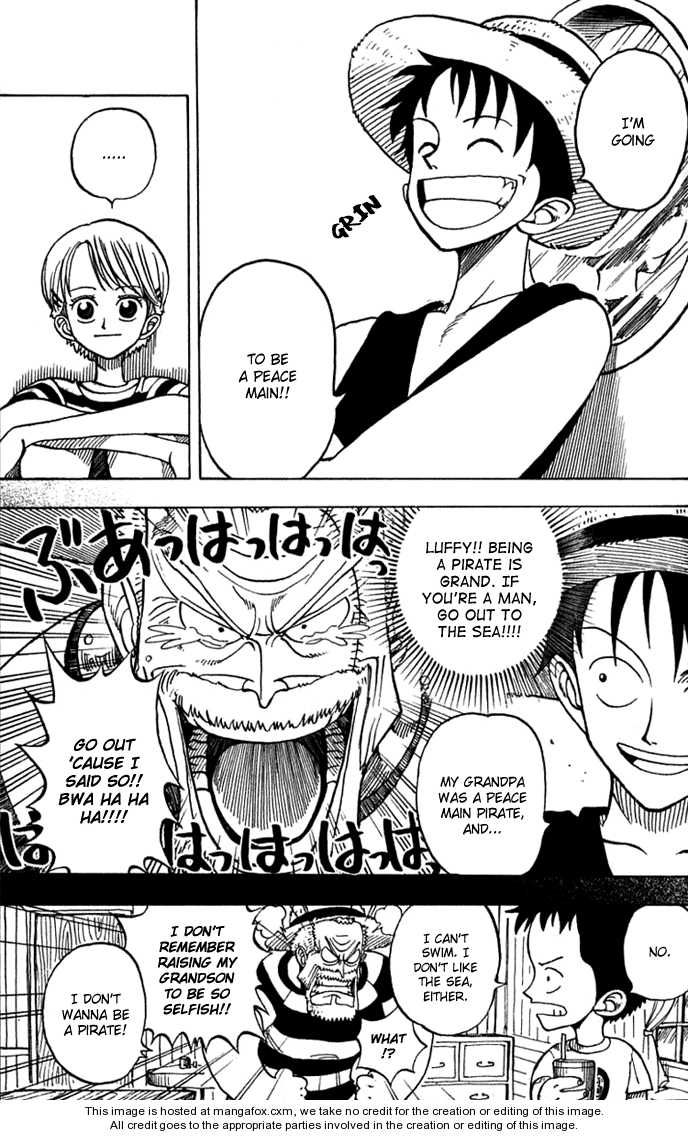 I'M
GOING
GRIN
TO BE
A PEACE
MAIN!!
.....
LUFFY!! BEING
A PIRATE IS
GRAND. IF
YOU'RE A MAN,
GO OUT TO
THE SEA!!!!
ぶあっはっはっはっ
GO OUT
'CAUSE I
SAID SO!!
BWA HA HA
HA!!!!
MY GRANDPA
WAS A PEACE
MAIN PIRATE,
AND...
はっはっはっはっ
は
NO.
I CAN'T
SWIM. I
DON'T LIKE
THE SEA,
EITHER.
WHAT
!?
I DON'T
REMEMBER
RAISING MY
GRANDSON
TO BE SO
SELFISH!!
I DON'T
WANNA BE
A PIRATE!
This image is hosted at mangafox.cxm, we take no credit for the creation or editing of this image.
All credit goes to the appropriate parties involved in the creation or editing of this image.